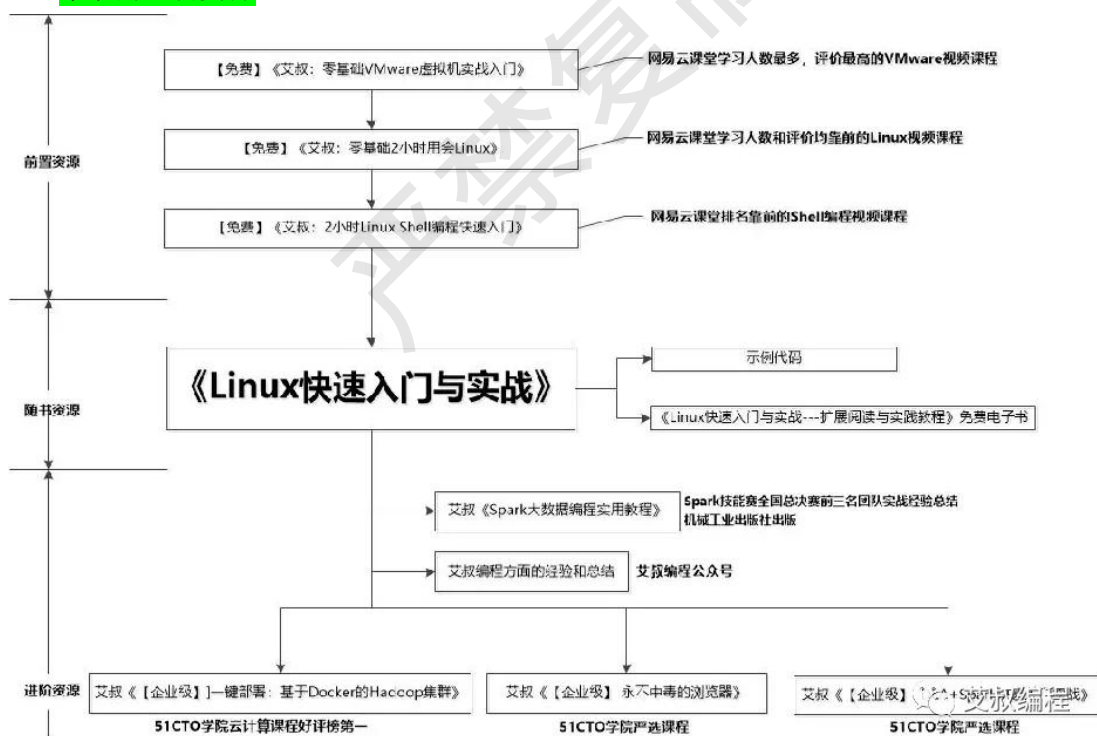 【免费】《艾叔：零基础VMware虚拟机实战入门》
网易云课堂学习人数最多，评价最高的VMware视频课程
【免费】《艾叔：零基础2小时用会Linux》
网易云课堂学习人数和评价均靠前的Linux视频课程
前置资源
【免费】《艾叔：2小时Linux Shell编程快速入门》
网易云课堂排名靠前的Shell编程视频课程
严禁复
《Linux快速入门与实战》
示例代码
随书资源
《Linux快速入门与实战---扩展阅读与实践教程》免费电子书
艾叔《Spark大数据编程实用教程》
Spark技能赛全国总决赛前三名团队实战经验总结
机械工业出版社出版
艾叔编程方面的经验和总结
艾叔编程公众号
进阶资源
艾叔《【企业级】]一键部署：基于Docker的Hadoop集群》
艾叔《【企业级】 永不中毒的浏览器》
艾叔《【企业级】
艾叔编程
51CTO学院云计算课程好评榜第一
51CTO学院严选课程
51CTO学院严选课程